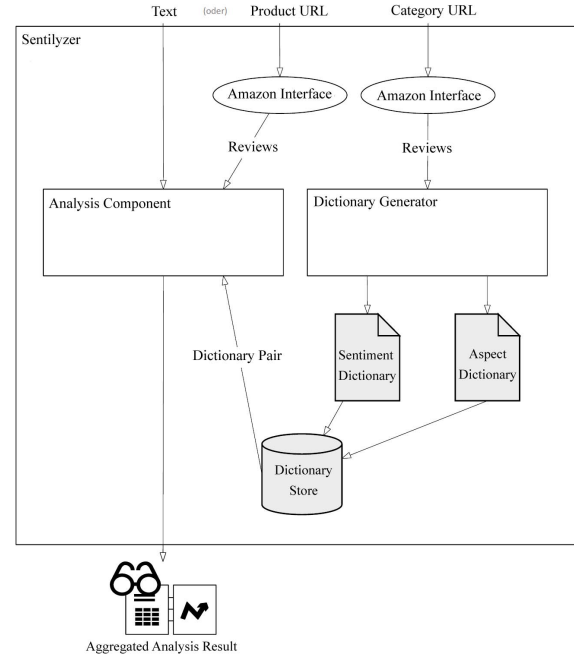 Text (oder) Product URL Category URL
Sentilyzer
Amazon Interface Amazon Interface
Reviews Reviews
Analysis Component Dictionary Generator
Dictionary Pair
Sentiment
Dictionary
Aspect
Dictionary
Dictionary
Store
Aggregated Analysis Result